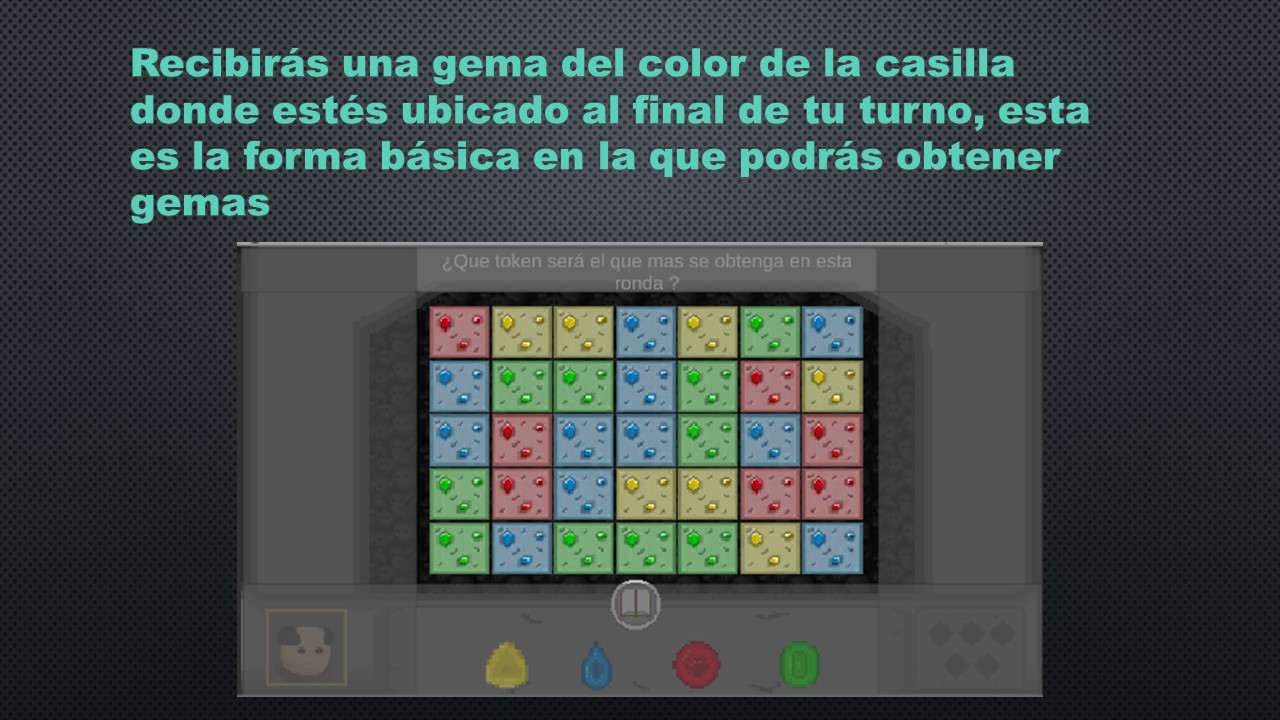 Recibirás una gema del color de la casilla
donde estés ubicado al final de tu turno, esta
es la forma básica en la que podrás obtener
gemas
¿Que token será el que mas se obtenga en esta
ronda ?